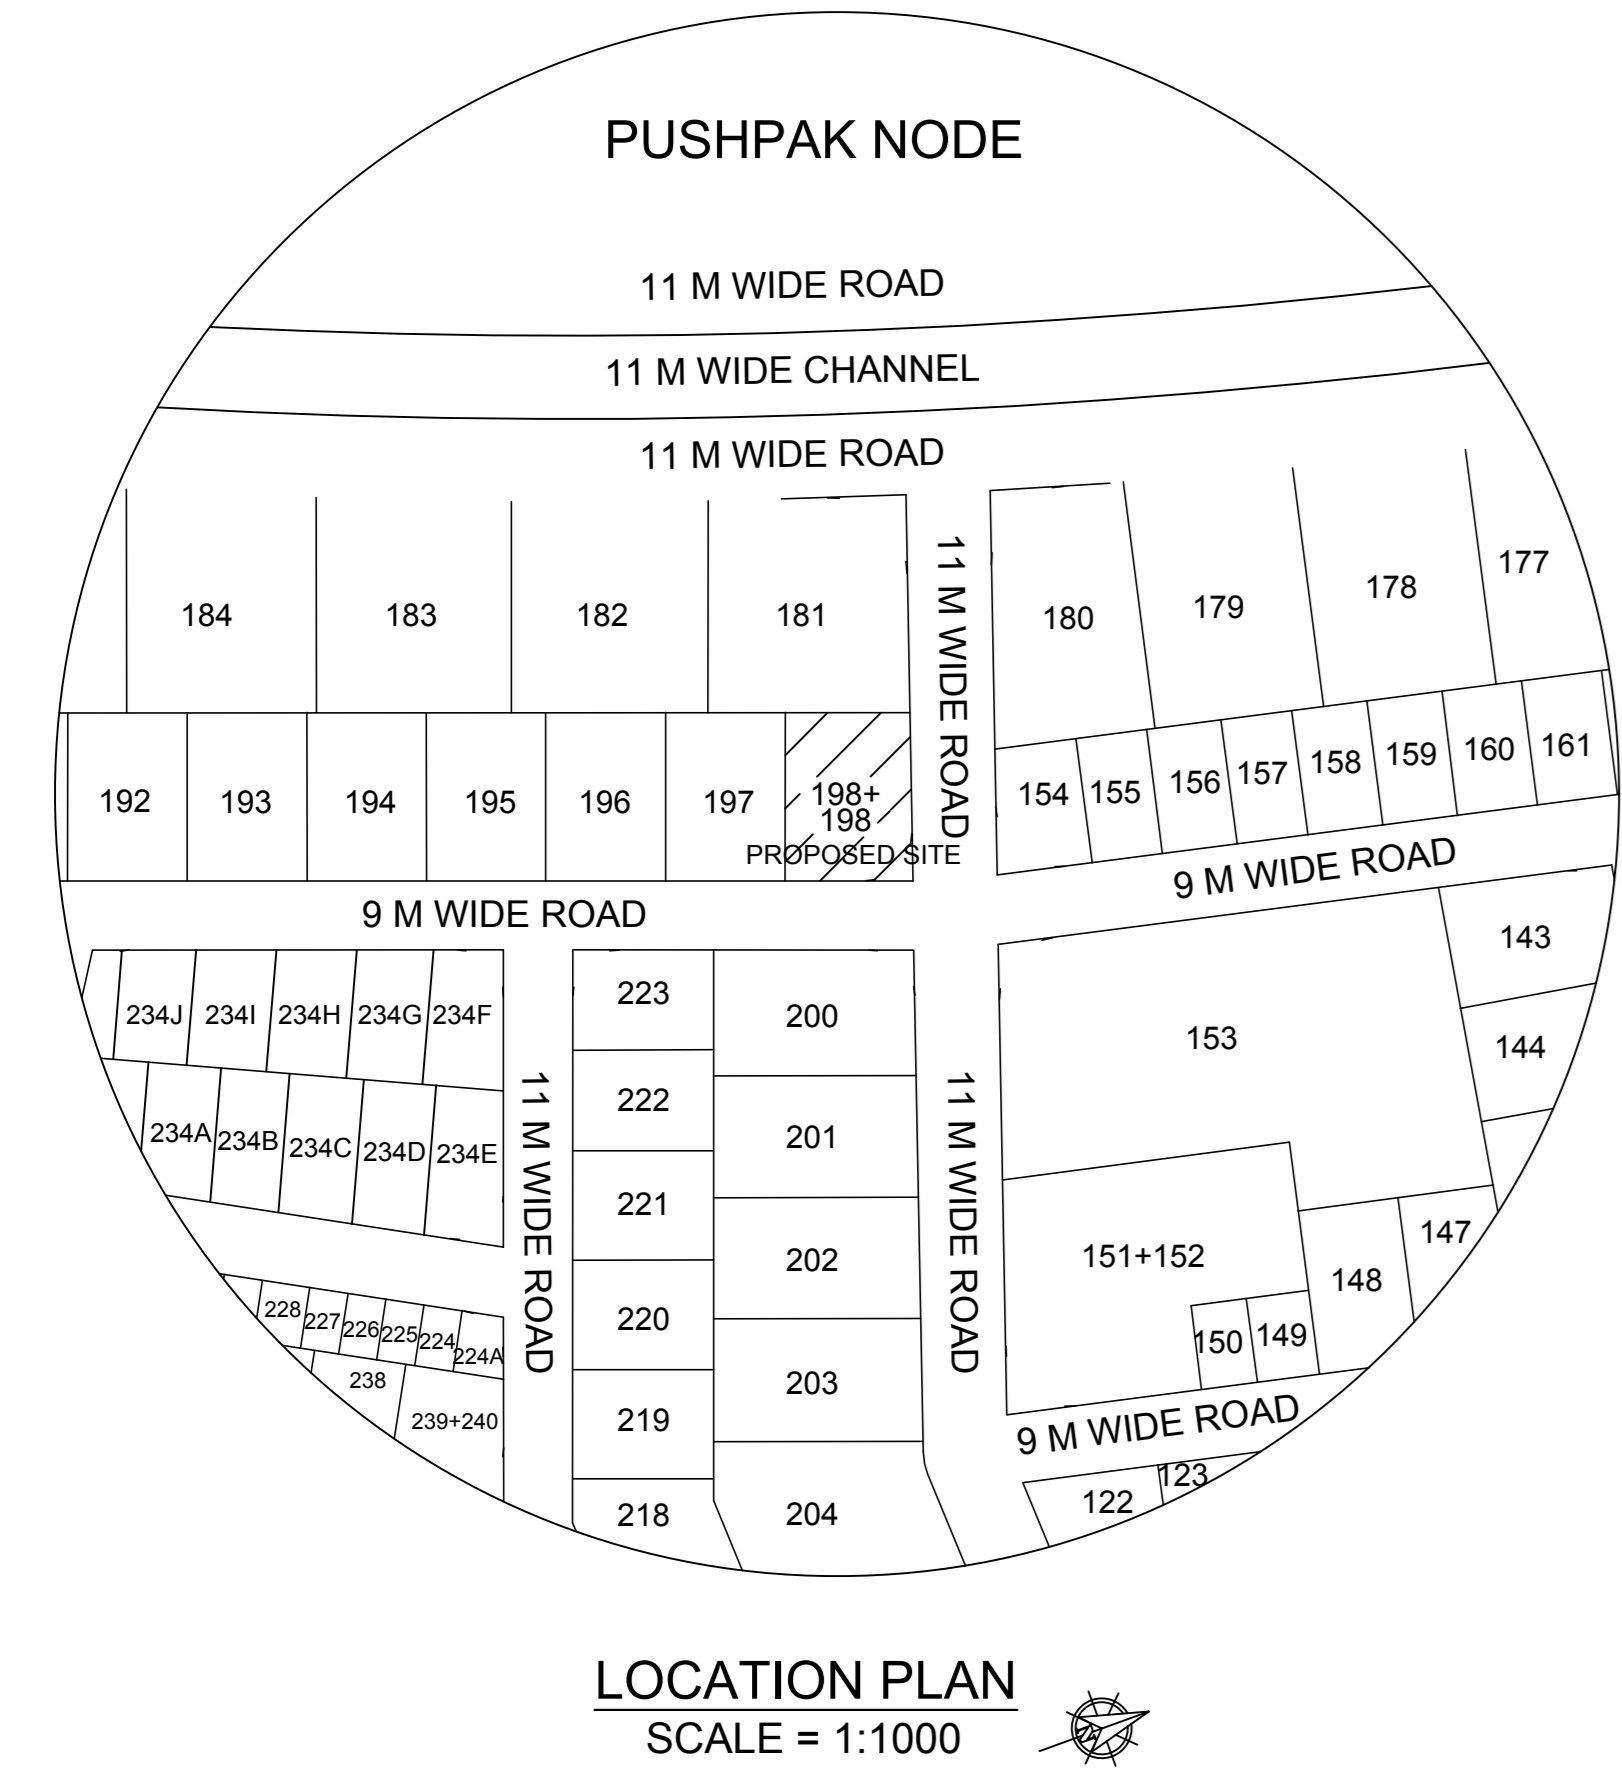 PUSHPAK NODE
11 M WIDE ROAD
11 M WIDE CHANNEL
11 M WIDE ROAD
184
183
182
181
11 M WIDE ROAD
180
179
178
177
192
193
194
195
196
197
198+
198
PROPOSED SITE
154
155
156
157
158
159
160
161
9 M WIDE ROAD
9 M WIDE ROAD
234J
234I
234H
234G
234F
223
200
153
143
144
234A
234B
234C
234D
234E
11 M WIDE ROAD
222
221
220
219
218
201
202
203
204
11 M WIDE ROAD
151+152
147
148
149
150
228
227
226
225
224
224A
238
239+240
9 M WIDE ROAD
122
123
LOCATION PLAN
SCALE = 1:1000
N